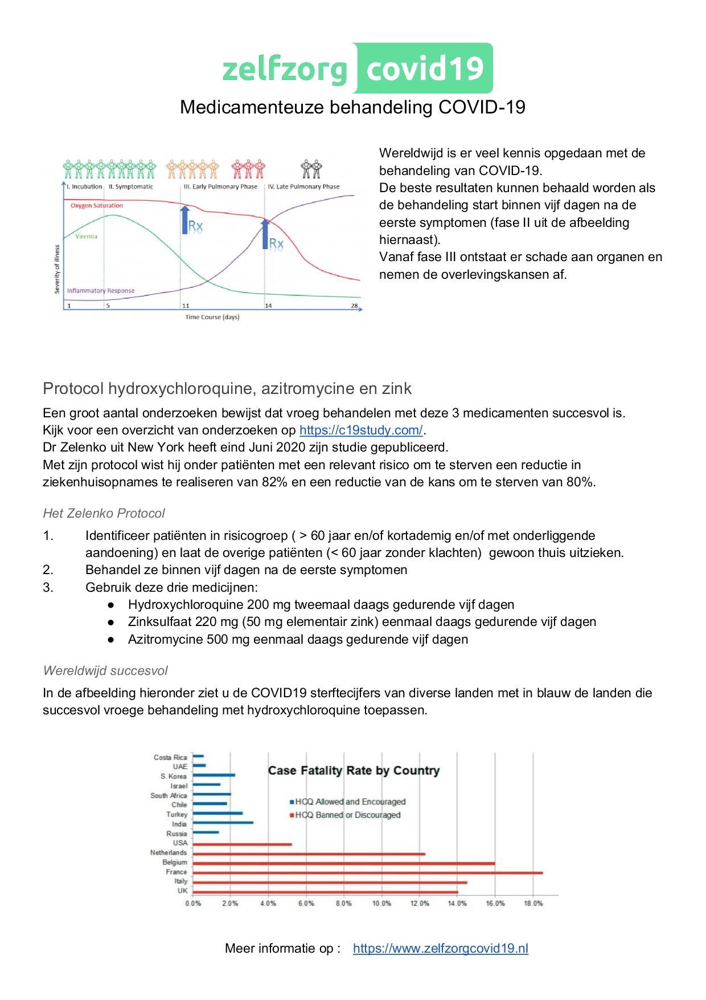 zelfzorg covid19
Medicamenteuze behandeling COVID-19
I. Incubation II. Symptomatic III. Early Pulmonary Phase IV. Late Pulmonary Phase
Oxygen Saturation
Rx
Viremia
Rx
Severity of illness
Inflammatory Response
1 5 11 14 28
Time Course (days)
Wereldwijd is er veel kennis opgedaan met de
behandeling van COVID-19.
De beste resultaten kunnen behaald worden als
de behandeling start binnen vijf dagen na de
eerste symptomen (fase II uit de afbeelding
hiernaast).
Vanaf fase III ontstaat er schade aan organen en
nemen de overlevingskansen af.
Protocol hydroxychloroquine, azitromycine en zink
Een groot aantal onderzoeken bewijst dat vroeg behandelen met deze 3 medicamenten succesvol is.
Kijk voor een overzicht van onderzoeken op https://c19study.com/.
Dr Zelenko uit New York heeft eind Juni 2020 zijn studie gepubliceerd.
Met zijn protocol wist hij onder patiënten met een relevant risico om te sterven een reductie in
ziekenhuisopnames te realiseren van 82% en een reductie van de kans om te sterven van 80%.
Het Zelenko Protocol
1. Identificeer patiënten in risicogroep ( > 60 jaar en/of kortademig en/of met onderliggende
aandoening) en laat de overige patiënten (< 60 jaar zonder klachten) gewoon thuis uitzieken.
2. Behandel ze binnen vijf dagen na de eerste symptomen
3. Gebruik deze drie medicijnen:
● Hydroxychloroquine 200 mg tweemaal daags gedurende vijf dagen
● Zinksulfaat 220 mg (50 mg elementair zink) eenmaal daags gedurende vijf dagen
● Azitromycine 500 mg eenmaal daags gedurende vijf dagen
Wereldwijd succesvol
In de afbeelding hieronder ziet u de COVID19 sterftecijfers van diverse landen met in blauw de landen die
succesvol vroege behandeling met hydroxychloroquine toepassen.
Case Fatality Rate by Country
HCQ Allowed and Encouraged
HCQ Banned or Discouraged
Costa Rica
UAE
S. Korea
Israel
South Africa
Chile
Turkey
India
Russia
USA
Netherlands
Belgium
France
Italy
UK
0.0% 2.0% 4.0% 6.0% 8.0% 10.0% 12.0% 14.0% 16.0% 18.0%
Meer informatie op : https://www.zelfzorgcovid19.nl